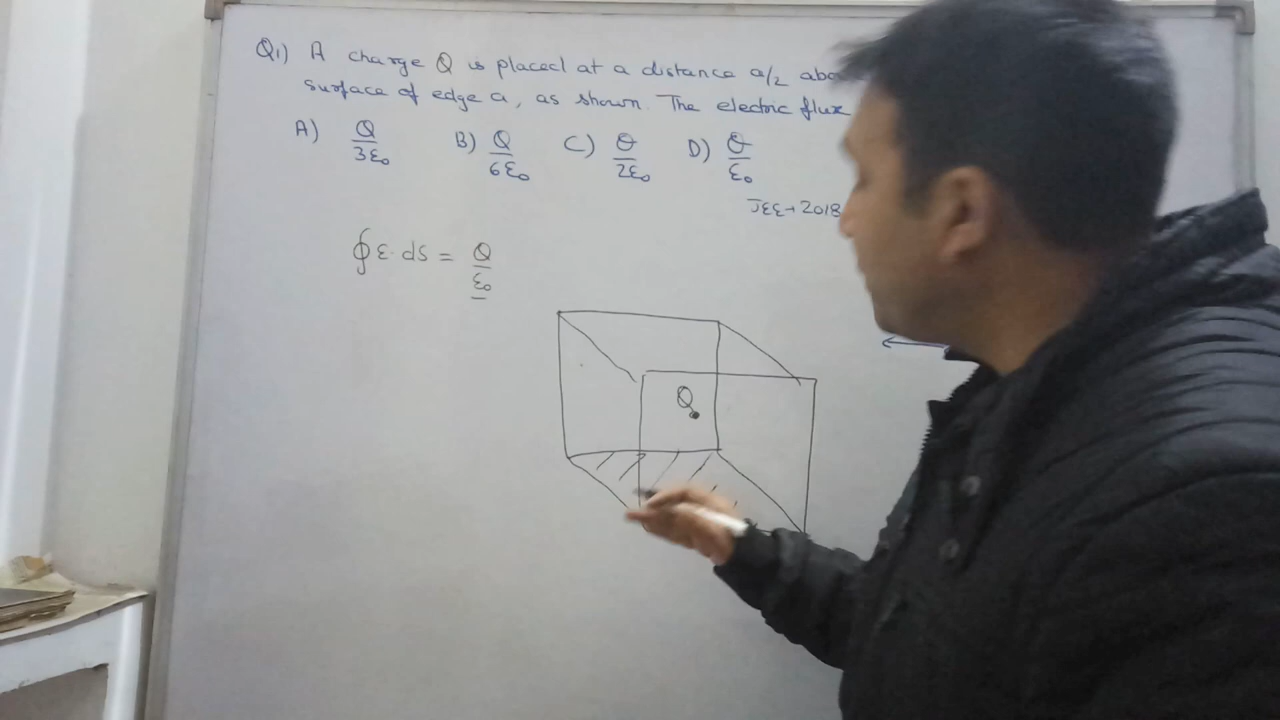 Q1) A charge Q is placed at a distance a/2
surface of edge a, as shown. The electric flux
A) Q/3ε₀ B) Q/6ε₀ C) Q/2ε₀ D) Q/ε₀
JEE→2018
∮ε·ds = Q/ε₀
Q